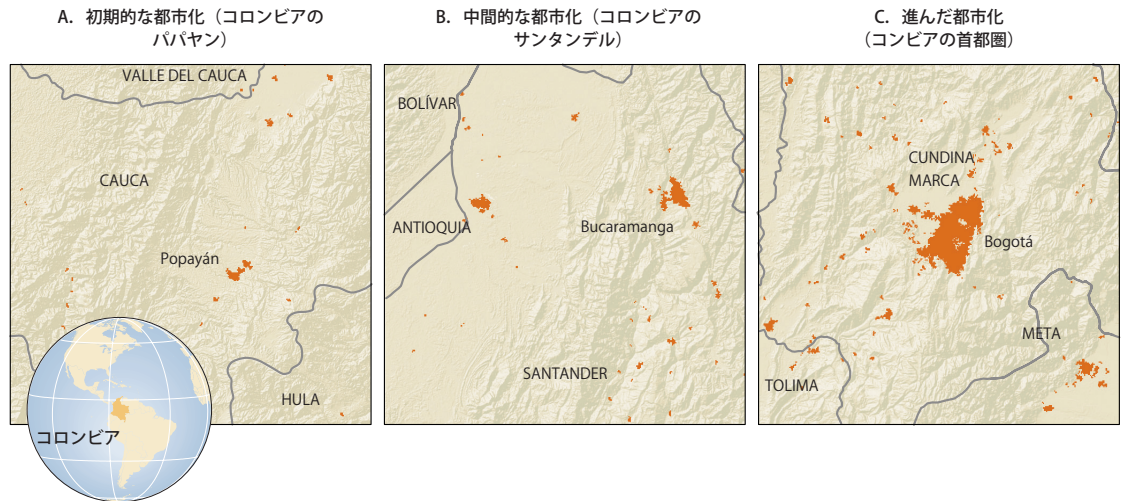 A. 初期的な都市化（コロンビアの
パパヤン）
B. 中間的な都市化（コロンビアの
サンタンデル）
C. 進んだ都市化
（コンビアの首都圏）
VALLE DEL CAUCA
CAUCA
Popayán
HULA
コロンビア
BOLÍVAR
ANTIOQUIA
Bucaramanga
SANTANDER
CUNDINA
MARCA
Bogotá
META
TOLIMA